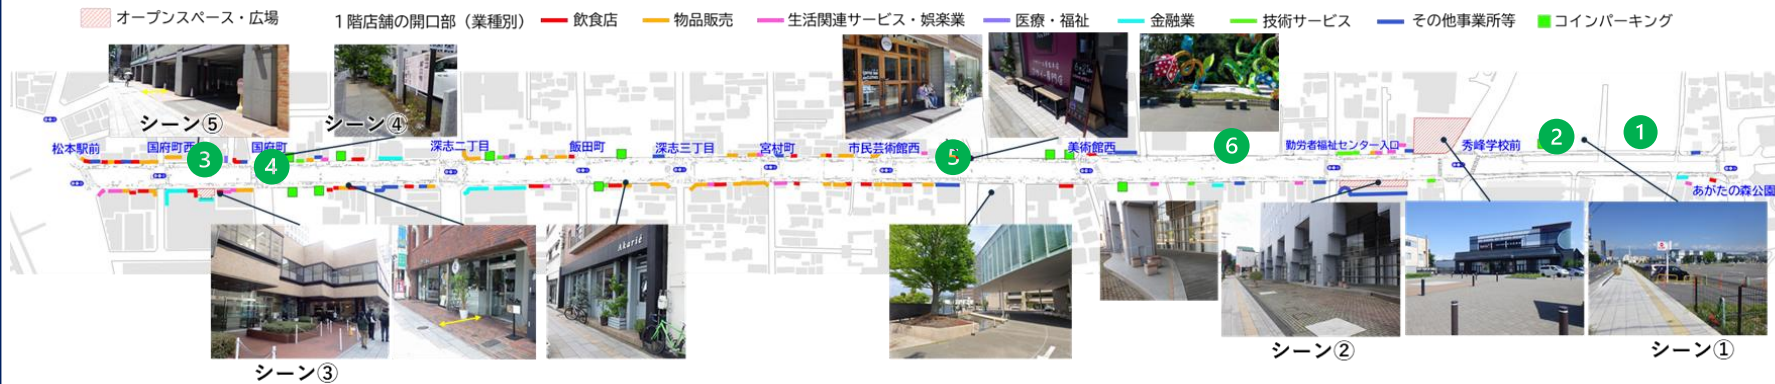 オープンスペース・広場
1階店舗の開口部（業種別）
飲食店
物品販売
生活関連サービス・娯楽業
医療・福祉
金融業
技術サービス
その他事業所等
コインパーキング
シーン⑤
シーン④
松本駅前
国府町西
3
国府町
4
深志二丁目
飯田町
深志三丁目
宮村町
市民芸術館西
5
美術館西
6
勤労者福祉センター入口
秀峰学校前
2
1
あがたの森公園
Akarié
シーン③
シーン②
シーン①